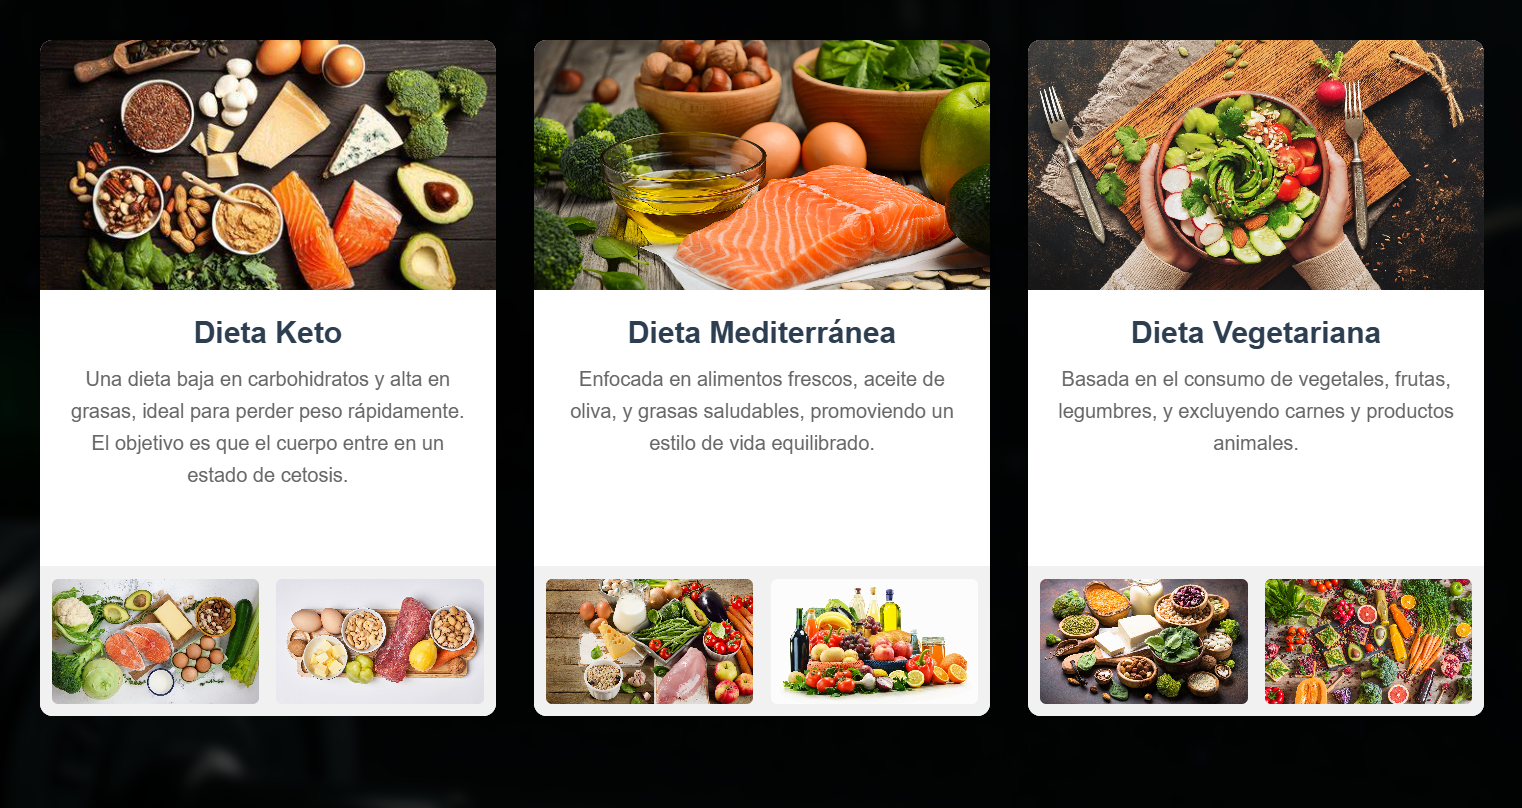 Dieta Keto
Una dieta baja en carbohidratos y alta en
grasas, ideal para perder peso rápidamente.
El objetivo es que el cuerpo entre en un
estado de cetosis.
Dieta Mediterránea
Enfocada en alimentos frescos, aceite de
oliva, y grasas saludables, promoviendo un
estilo de vida equilibrado.
Dieta Vegetariana
Basada en el consumo de vegetales, frutas,
legumbres, y excluyendo carnes y productos
animales.